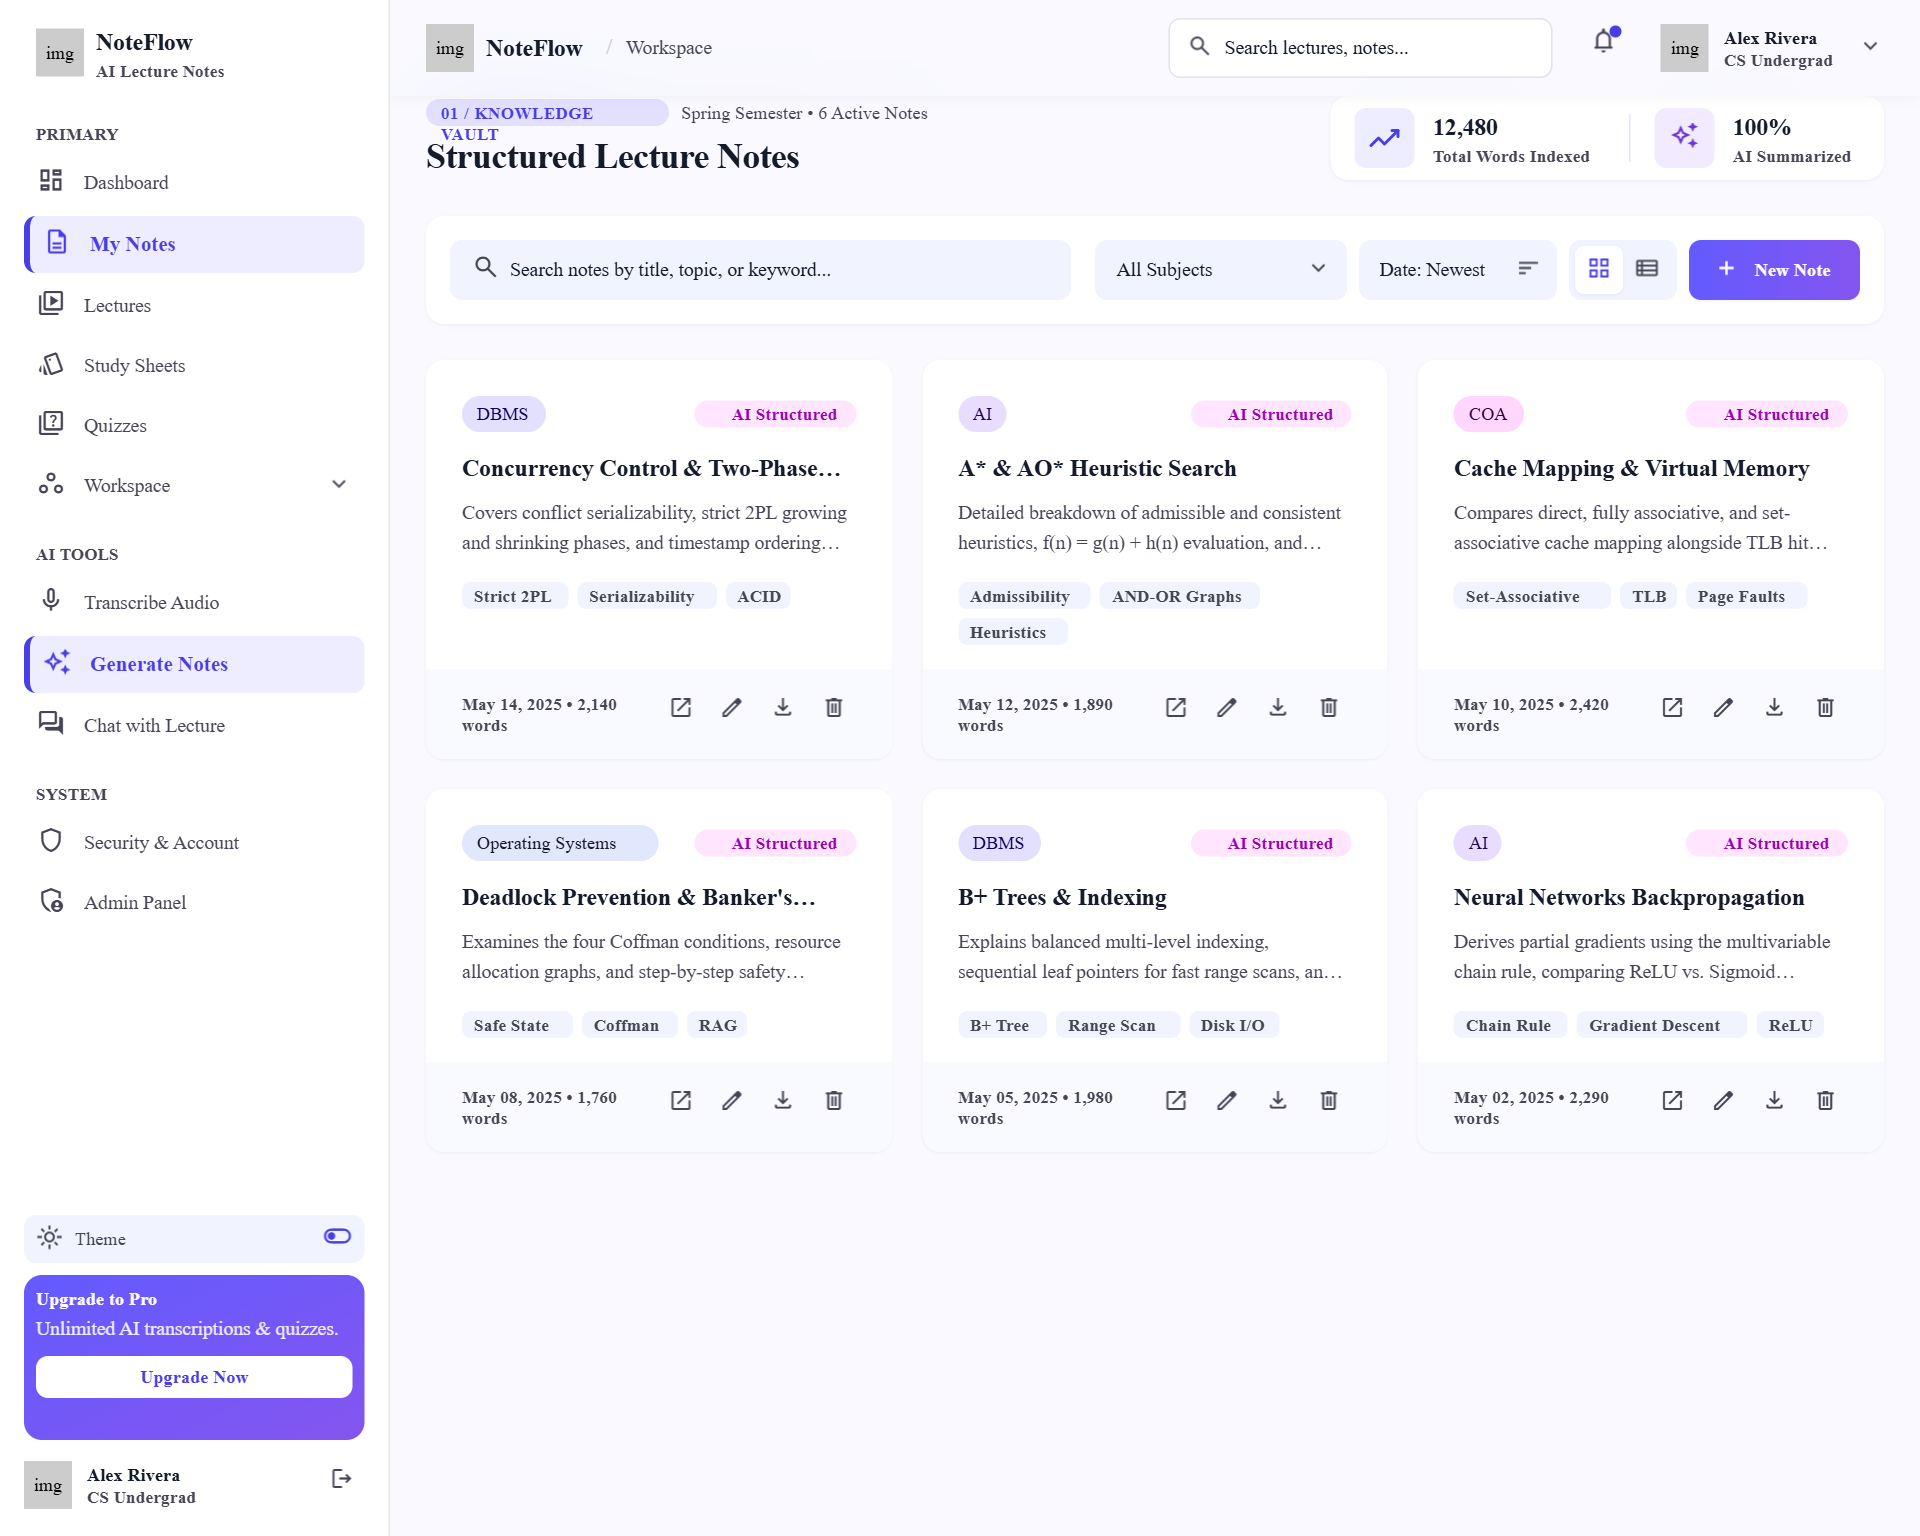 img
NoteFlow
AI Lecture Notes
PRIMARY
Dashboard
My Notes
Lectures
Study Sheets
Quizzes
Workspace
AI TOOLS
Transcribe Audio
Generate Notes
Chat with Lecture
SYSTEM
Security & Account
Admin Panel
Theme
Upgrade to Pro
Unlimited AI transcriptions & quizzes.
Upgrade Now
img
Alex Rivera
CS Undergrad
img
NoteFlow / Workspace
Search lectures, notes...
img
Alex Rivera
CS Undergrad
01 / KNOWLEDGE
VAULT
Spring Semester • 6 Active Notes
Structured Lecture Notes
12,480
Total Words Indexed
100%
AI Summarized
Search notes by title, topic, or keyword...
All Subjects
Date: Newest
New Note
DBMS
AI Structured
Concurrency Control & Two-Phase…
Covers conflict serializability, strict 2PL growing
and shrinking phases, and timestamp ordering…
Strict 2PL Serializability ACID
May 14, 2025 • 2,140
words
AI
AI Structured
A* & AO* Heuristic Search
Detailed breakdown of admissible and consistent
heuristics, f(n) = g(n) + h(n) evaluation, and…
Admissibility AND-OR Graphs
Heuristics
May 12, 2025 • 1,890
words
COA
AI Structured
Cache Mapping & Virtual Memory
Compares direct, fully associative, and set-
associative cache mapping alongside TLB hit…
Set-Associative TLB Page Faults
May 10, 2025 • 2,420
words
Operating Systems
AI Structured
Deadlock Prevention & Banker's…
Examines the four Coffman conditions, resource
allocation graphs, and step-by-step safety…
Safe State Coffman RAG
May 08, 2025 • 1,760
words
DBMS
AI Structured
B+ Trees & Indexing
Explains balanced multi-level indexing,
sequential leaf pointers for fast range scans, an…
B+ Tree Range Scan Disk I/O
May 05, 2025 • 1,980
words
AI
AI Structured
Neural Networks Backpropagation
Derives partial gradients using the multivariable
chain rule, comparing ReLU vs. Sigmoid…
Chain Rule Gradient Descent ReLU
May 02, 2025 • 2,290
words